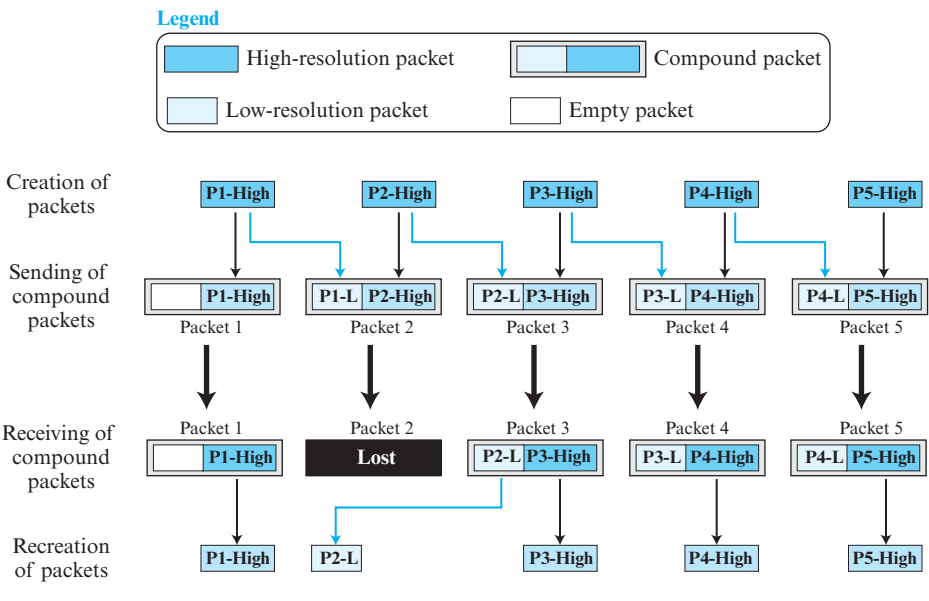 Legend
High-resolution packet
Compound packet
Low-resolution packet
Empty packet
Creation of
packets
P1-High
P2-High
P3-High
P4-High
P5-High
Sending of
compound
packets
P1-High
P1-L P2-High
P2-L P3-High
P3-L P4-High
P4-L P5-High
Packet 1
Packet 2
Packet 3
Packet 4
Packet 5
Receiving of
compound
packets
Packet 1
Packet 2
Packet 3
Packet 4
Packet 5
P1-High
Lost
P2-L P3-High
P3-L P4-High
P4-L P5-High
Recreation
of packets
P1-High
P2-L
P3-High
P4-High
P5-High